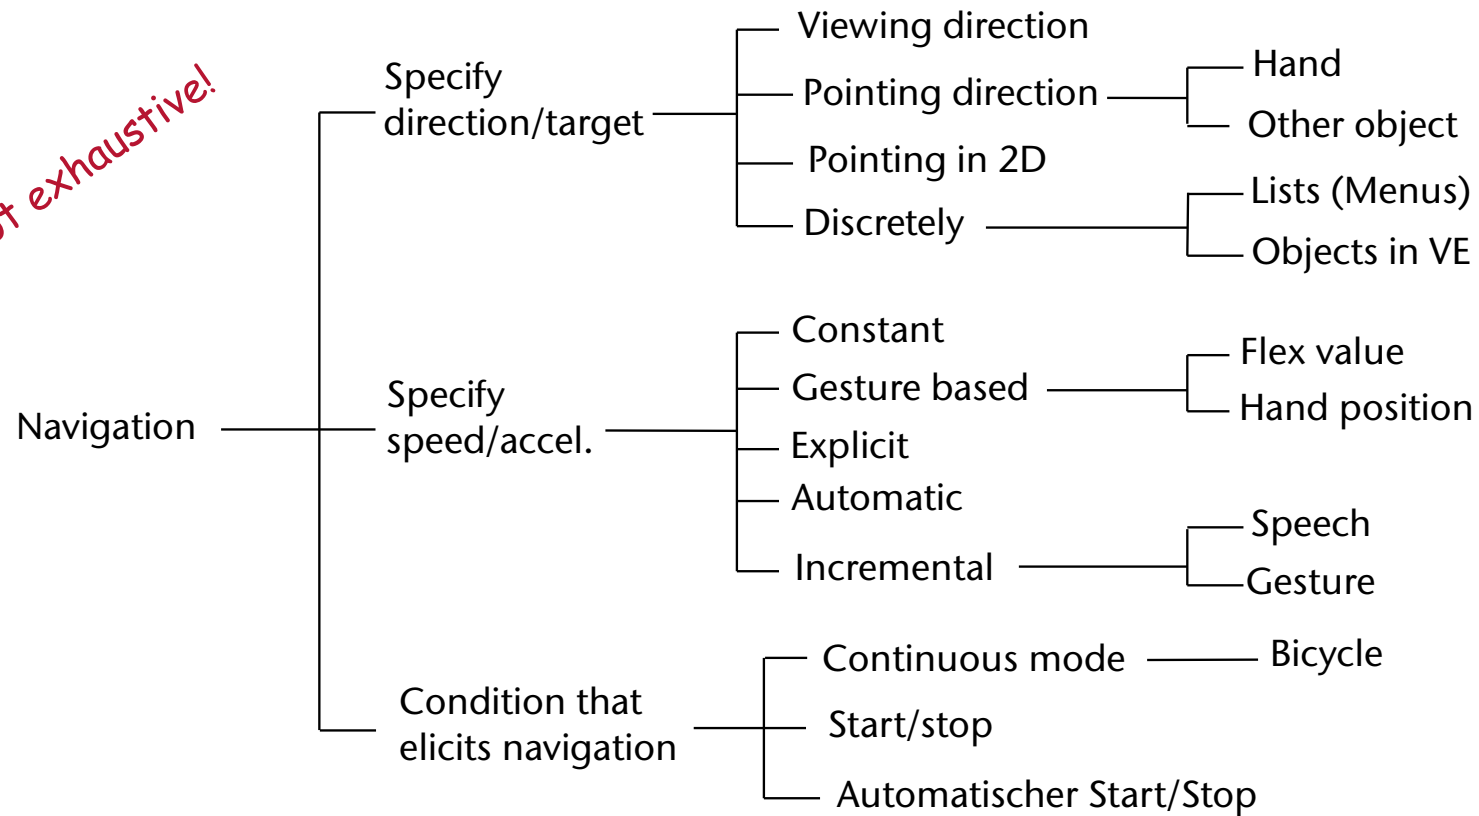 exhaustive!
Viewing direction
Specify
direction/target
Pointing direction
Hand
Other object
Pointing in 2D
Discretely
Lists (Menus)
Objects in VE
Navigation
Specify
speed/accel.
Constant
Gesture based
Flex value
Hand position
Explicit
Automatic
Incremental
Speech
Gesture
Condition that
elicits navigation
Continuous mode
Bicycle
Start/stop
Automatischer Start/Stop